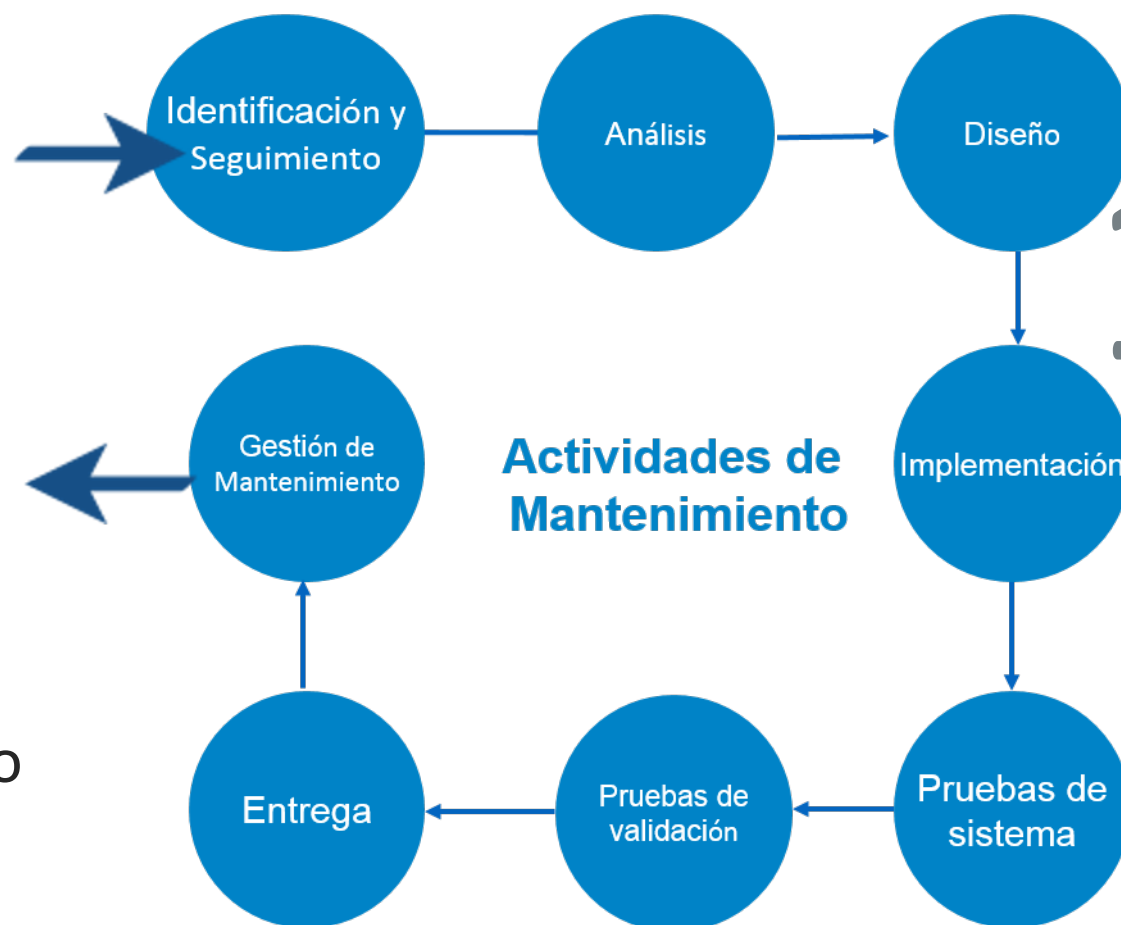 Identificación y
Seguimiento
Análisis
Diseño
Gestión de
Mantenimiento
Actividades de
Mantenimiento
Implementación
o
Entrega
Pruebas de
validación
Pruebas de
sistema